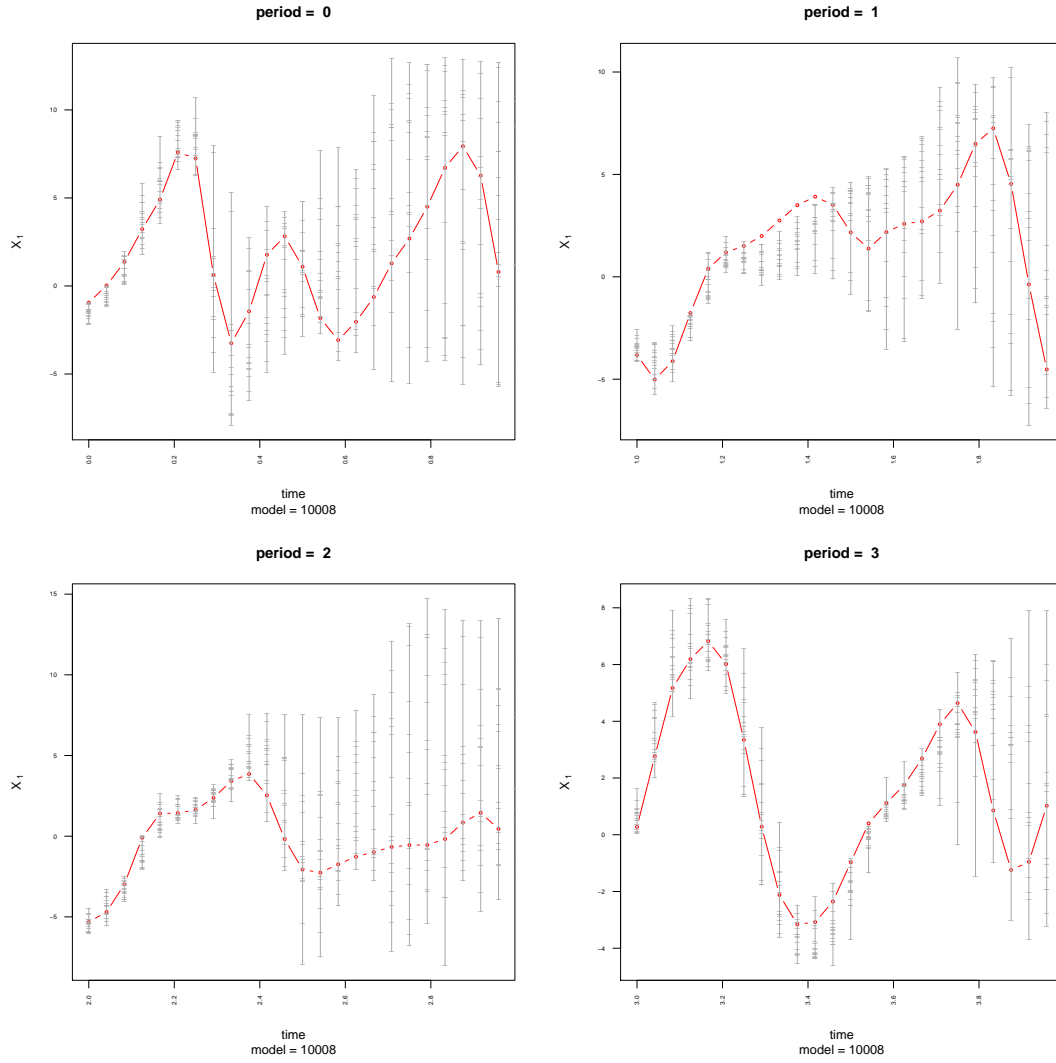 period =  0
X1
10
5
0
−5
0.0
0.2
0.4
0.6
0.8
time
model = 10008
period =  1
X1
10
5
0
−5
1.0
1.2
1.4
1.6
1.8
time
model = 10008
period =  2
X1
15
10
5
0
−5
2.0
2.2
2.4
2.6
2.8
time
model = 10008
period =  3
X1
8
6
4
2
0
−2
−4
3.0
3.2
3.4
3.6
3.8
time
model = 10008